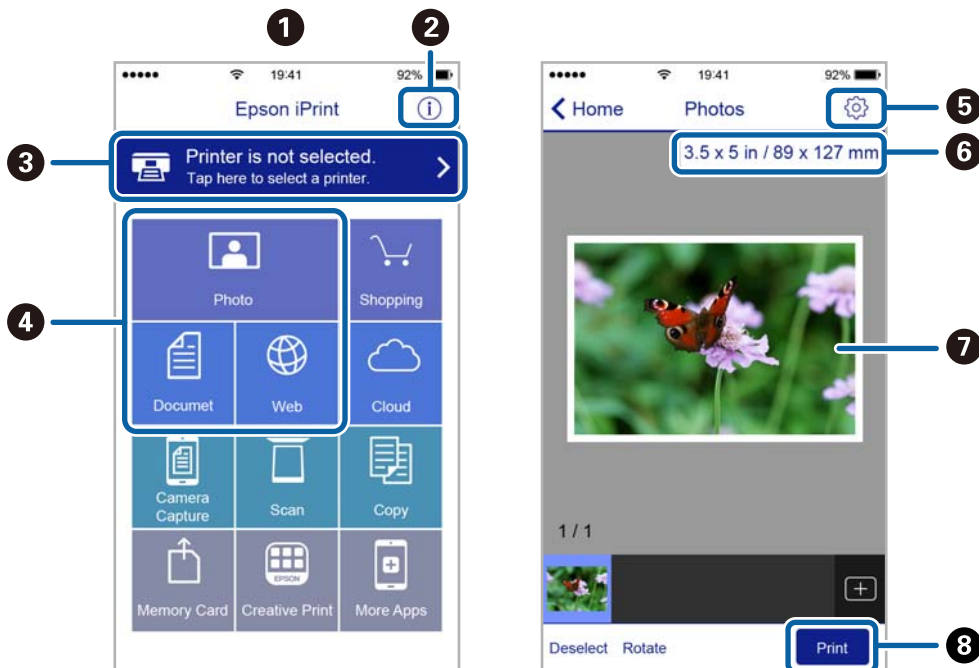 1
2
19:41
92%
Epson iPrint
3
Printer is not selected.
Tap here to select a printer.
4
Photo
Shopping
Documet
Web
Cloud
Camera
Capture
Scan
Copy
EPSON
Memory Card
Creative Print
More Apps
19:41
92%
Home
Photos
5
3.5 x 5 in / 89 x 127 mm
6
7
1 / 1
Deselect
Rotate
Print
8